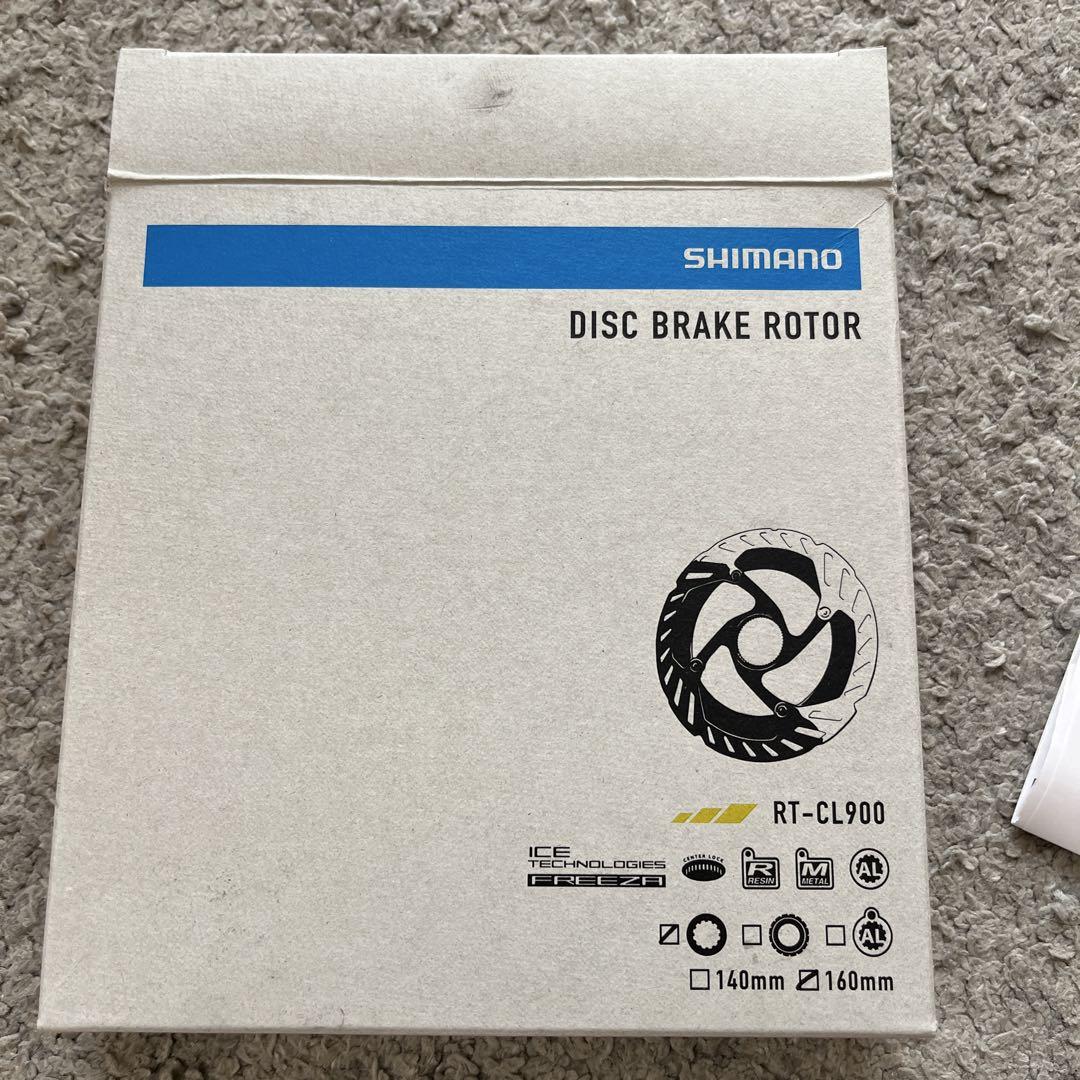 SHIMANO
DISC BRAKE ROTOR
RT-CL900
ICE
TECHNOLOGIES
FREEZA
CENTER LOCK
R
RESIN
M
METAL
AL
AL
140mm 160mm